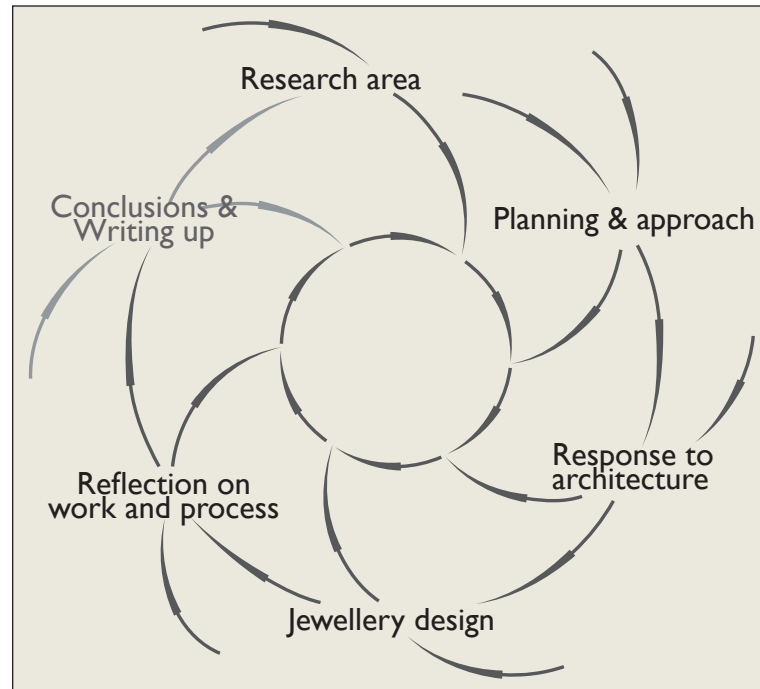 Research area
Planning & approach
Response to
architecture
Jewellery design
Reflection on
work and process
Conclusions &
Writing up